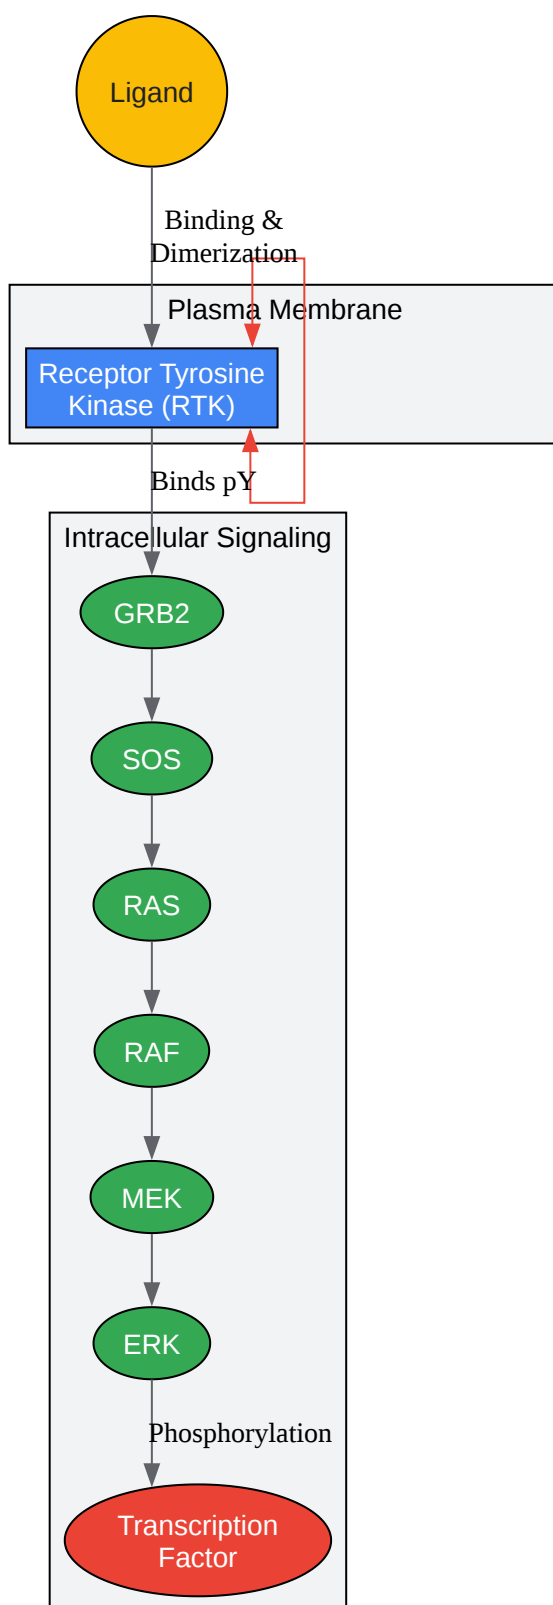 Ligand
Binding &
Dimerization
Plasma Membrane
Receptor Tyrosine
Kinase (RTK)
Binds pY
Intracellular Signaling
GRB2
SOS
RAS
RAF
MEK
ERK
Phosphorylation
Transcription
Factor